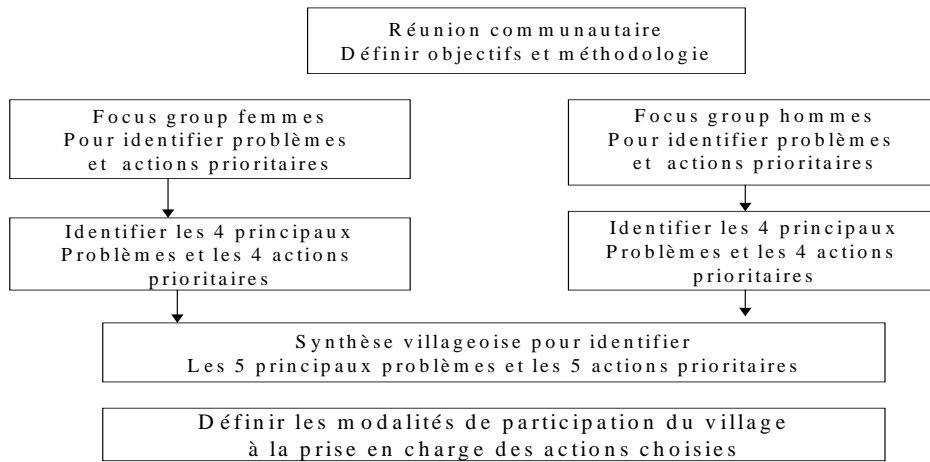 Réunion communautaire
Définir objectifs et méthodologie
Focus group femmes
Pour identifier problèmes
et actions prioritaires
Focus group hommes
Pour identifier problèmes
et actions prioritaires
Identifier les 4 principaux
Problèmes et les 4 actions
prioritaires
Identifier les 4 principaux
Problèmes et les 4 actions
prioritaires
Synthèse villageoise pour identifier
Les 5 principaux problèmes et les 5 actions prioritaires
Définir les modalités de participation du village
à la prise en charge des actions choisies